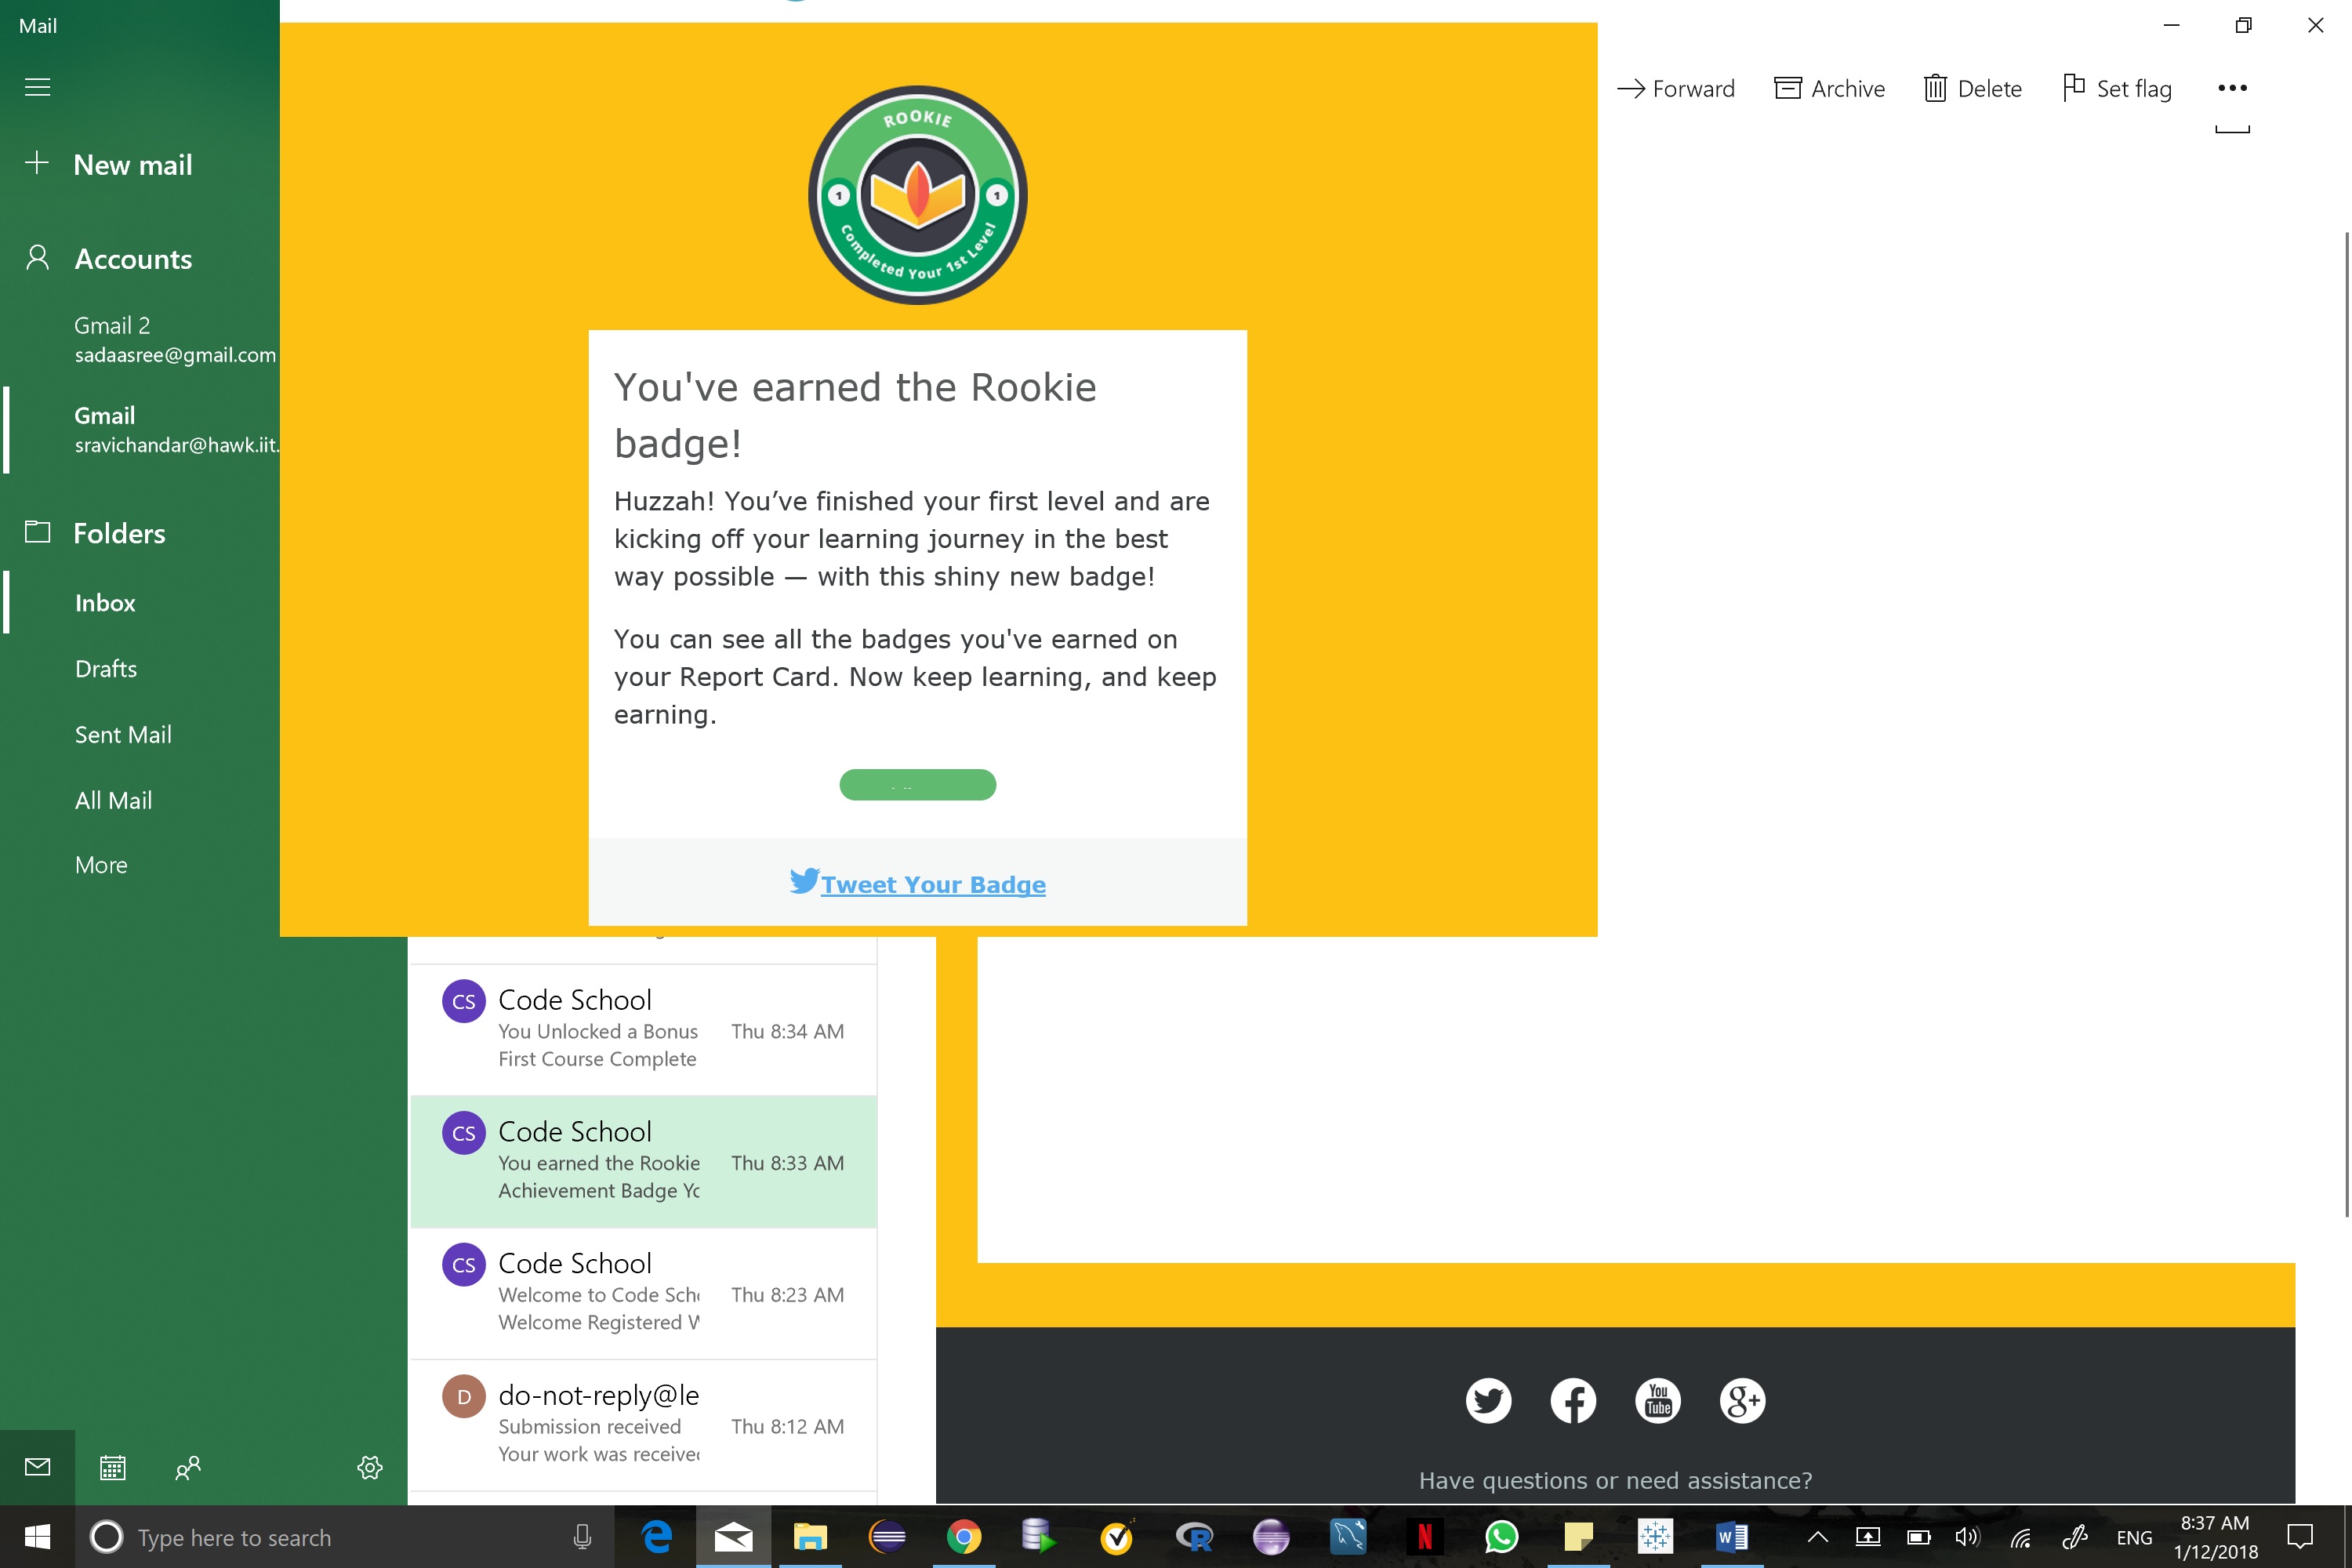 Mail
Forward
Archive
Delete
Set flag
New mail
Accounts
Gmail 2
sadaasree@gmail.com
Gmail
sravichandar@hawk.iit.
Folders
Inbox
Drafts
Sent Mail
All Mail
More
ROOKIE
1 1
Completed Your 1st Level
You've earned the Rookie
badge!
Huzzah! You’ve finished your first level and are
kicking off your learning journey in the best
way possible — with this shiny new badge!
You can see all the badges you've earned on
your Report Card. Now keep learning, and keep
earning.
Tweet Your Badge
CS
Code School
You Unlocked a Bonus
Thu 8:34 AM
First Course Complete
CS
Code School
You earned the Rookie
Thu 8:33 AM
Achievement Badge Yo
CS
Code School
Welcome to Code Sch
Thu 8:23 AM
Welcome Registered
D
do-not-reply@le
Submission received
Thu 8:12 AM
Your work was receive
You
Tube
g+
Have questions or need assistance?
Type here to search
ENG
8:37 AM
1/12/2018